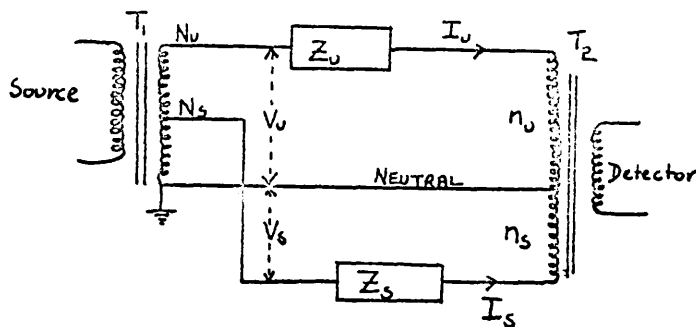 T1
Nu
Zu
Iu
T2
Source
Ns
Vu
nu
NEUTRAL
Detector
Vs
ns
Zs
Is